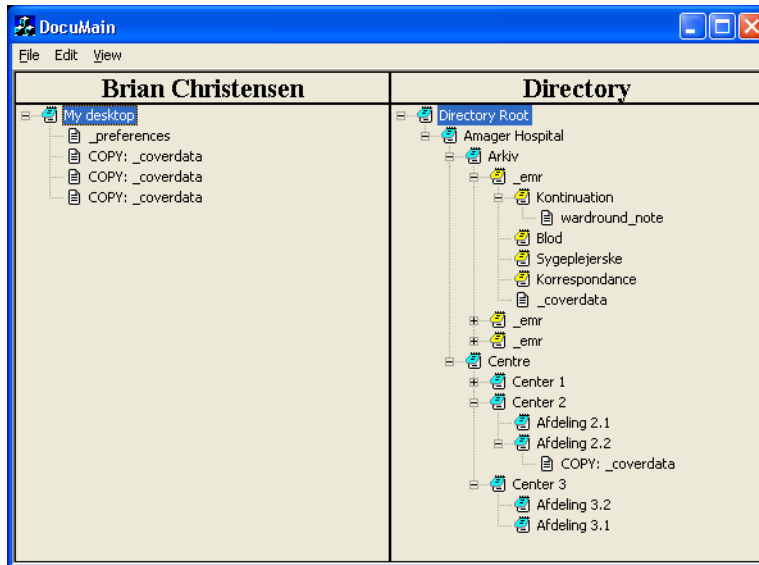 DocuMain
File Edit View
Brian Christensen
My desktop
_preferences
COPY: _coverdata
COPY: _coverdata
COPY: _coverdata
Directory
Directory Root
Amager Hospital
Arkiv
_emr
Kontinuation
wardround_note
Blod
Sygeplejerske
Korrespondance
_coverdata
_emr
_emr
Centre
Center 1
Center 2
Afdeling 2.1
Afdeling 2.2
COPY: _coverdata
Center 3
Afdeling 3.2
Afdeling 3.1